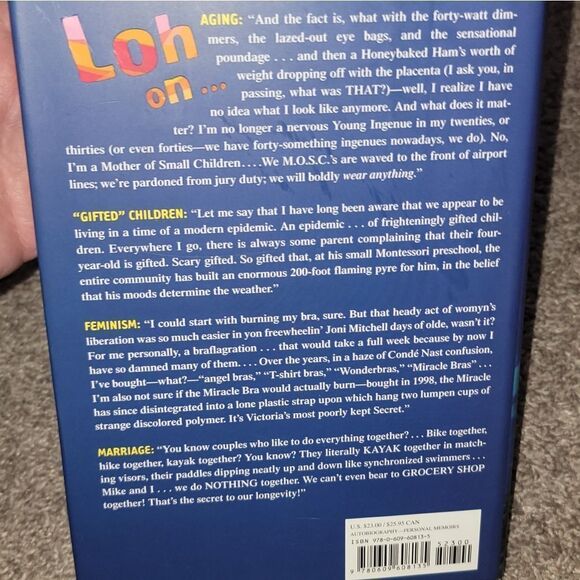 Loh
on ...
AGING: “And the fact is, what with the forty-watt dim-
mers, the lazed-out eye bags, and the sensational
poundage . . . and then a Honeybaked Ham’s worth of
weight dropping off with the placenta (I ask you, in
passing, what was THAT?)—well, I realize I have
no idea what I look like anymore. And what does it mat-
ter? I’m no longer a nervous Young Ingenue in my twenties, or
thirties (or even forties—we have forty-something ingenues nowadays, we do). No,
I’m a Mother of Small Children. . . .We M.O.S.C.’s are waved to the front of airport
lines; we’re pardoned from jury duty; we will boldly wear anything.”
“GIFTED” CHILDREN: “Let me say that I have long been aware that we appear to be
living in a time of a modern epidemic. An epidemic . . . of frighteningly gifted chil-
dren. Everywhere I go, there is always some parent complaining that their four-
year-old is gifted. Scary gifted. So gifted that, at his small Montessori preschool, the
entire community has built an enormous 200-foot flaming pyre for him, in the belief
that his moods determine the weather.”
FEMINISM: “I could start with burning my bra, sure. But that heady act of womyn’s
liberation was so much easier in yon freewheelin’ Joni Mitchell days of olde, wasn’t it?
For me personally, a braflagration . . . that would take a full week because by now I
have so damned many of them. . . . Over the years, in a haze of Condé Nast confusion,
I’ve bought—what?—“angel bras,” “T-shirt bras,” “Wonderbras,” “Miracle Bras” . . .
I’m also not sure if the Miracle Bra would actually burn—bought in 1998, the Miracle
has since disintegrated into a lone plastic strap upon which hang two lumpen cups of
strange discolored polymer. It’s Victoria’s most poorly kept Secret.”
MARRIAGE: “You know couples who like to do everything together? . . . Bike together,
hike together, kayak together? You know? They literally KAYAK together in match-
ing visors, their paddles dipping neatly up and down like synchronized swimmers . . .
Mike and I . . . we do NOTHING together. We can’t even bear to GROCERY SHOP
together! That’s the secret to our longevity!”
U.S. $23.00 / $25.95 CAN
AUTOBIOGRAPHY—PERSONAL MEMOIRS
ISBN 978-0-609-60813-5
52300
9 780609 608135